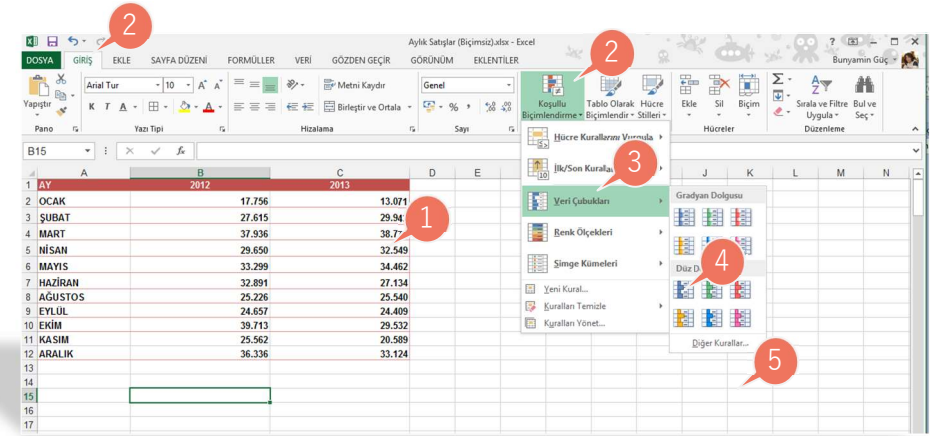 2
Aylık Satışlar (Biçimsiz).xlsx - Excel
DOSYA GİRİŞ EKLE SAYFA DÜZENİ FORMÜLLER VERİ GÖZDEN GEÇİR GÖRÜNÜM EKLENTİLER Bunyamin Güç
2
Yapıştır
Arial Tur 10 A A
K T A
Metni Kaydır
Birleştir ve Ortala
Genel
% ,
Koşullu Biçimlendirme
Tablo Olarak Biçimlendir
Hücre Stilleri
Ekle Sil Biçim
Sırala ve Filtre Uygula
Bul ve Seç
Pano Yazı Tipi Hizalama Sayı Hücreler Düzenleme
B15 fx
A B C D E J K L M N
1 AY 2012 2013
2 OCAK 17.756 13.071
3 ŞUBAT 27.615
4 MART 37.936
5 NİSAN 29.650 32.549
6 MAYIS 33.299 34.462
7 HAZİRAN 32.891 27.134
8 AĞUSTOS 25.226 25.540
9 EYLÜL 24.657 24.409
10 EKİM 39.713 29.532
11 KASIM 25.562 20.589
12 ARALIK 36.336 33.124
13
14
15
16
17
1
Hücre Kurallarını Vurgula
İlk/Son
3
Veri Çubukları
Renk Ölçekleri
Simge Kümeleri
Yeni Kural...
Kuralları Temizle
Kuralları Yönet...
Gradyan Dolgusu
4
Düz
Diğer Kurallar...
5